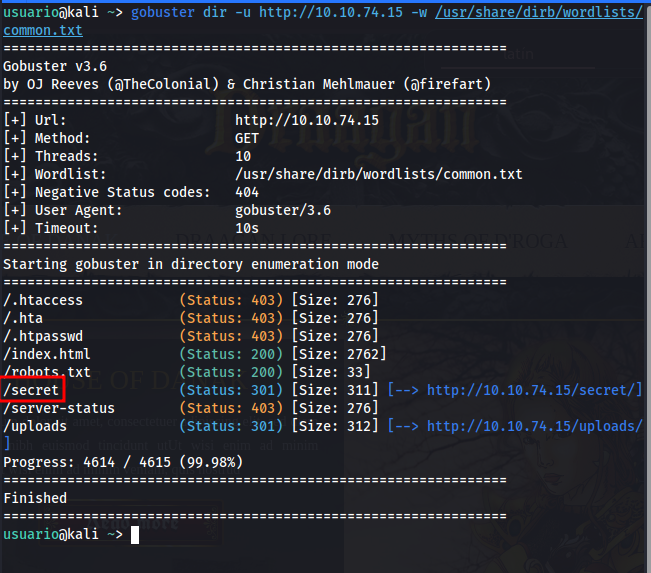 usuario@kali ~> gobuster dir -u http://10.10.74.15 -w /usr/share/dirb/wordlists/
common.txt
===============================================================
Gobuster v3.6
by OJ Reeves (@TheColonial) & Christian Mehlmauer (@firefart)
===============================================================
[+] Url:                     http://10.10.74.15
[+] Method:                  GET
[+] Threads:                 10
[+] Wordlist:                /usr/share/dirb/wordlists/common.txt
[+] Negative Status codes:   404
[+] User Agent:              gobuster/3.6
[+] Timeout:                 10s
===============================================================
Starting gobuster in directory enumeration mode
===============================================================
/.htaccess            (Status: 403) [Size: 276]
/.hta                 (Status: 403) [Size: 276]
/.htpasswd            (Status: 403) [Size: 276]
/index.html           (Status: 200) [Size: 2762]
/robots.txt           (Status: 200) [Size: 33]
/secret               (Status: 301) [Size: 311] [--> http://10.10.74.15/secret/]
/server-status        (Status: 403) [Size: 276]
/uploads              (Status: 301) [Size: 312] [--> http://10.10.74.15/uploads/
]
Progress: 4614 / 4615 (99.98%)
===============================================================
Finished
===============================================================
usuario@kali ~>